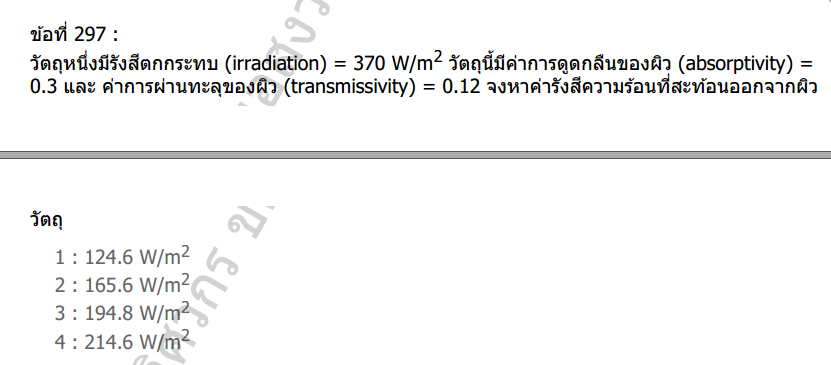 ข้อที่ 297 :
วัตถุหนึ่งมีรังสีตกกระทบ (irradiation) = 370 W/m2 วัตถุนี้มีค่าการดูดกลืนของผิว (absorptivity) =
0.3 และ ค่าการผ่านทะลุของผิว (transmissivity) = 0.12 จงหาค่ารังสีความร้อนที่สะท้อนออกจากผิว
วัตถุ
1 : 124.6 W/m2
2 : 165.6 W/m2
3 : 194.8 W/m2
4 : 214.6 W/m2